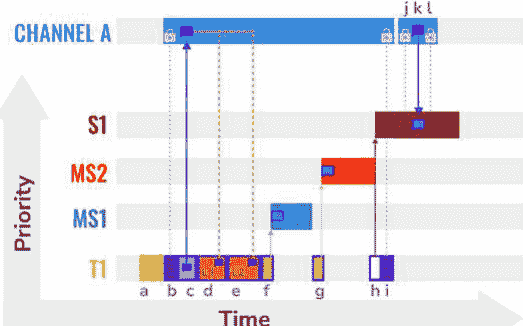 j k l
CHANNEL A
S1
MS2
MS1
T1
a b c d e f g h i
Priority
Time